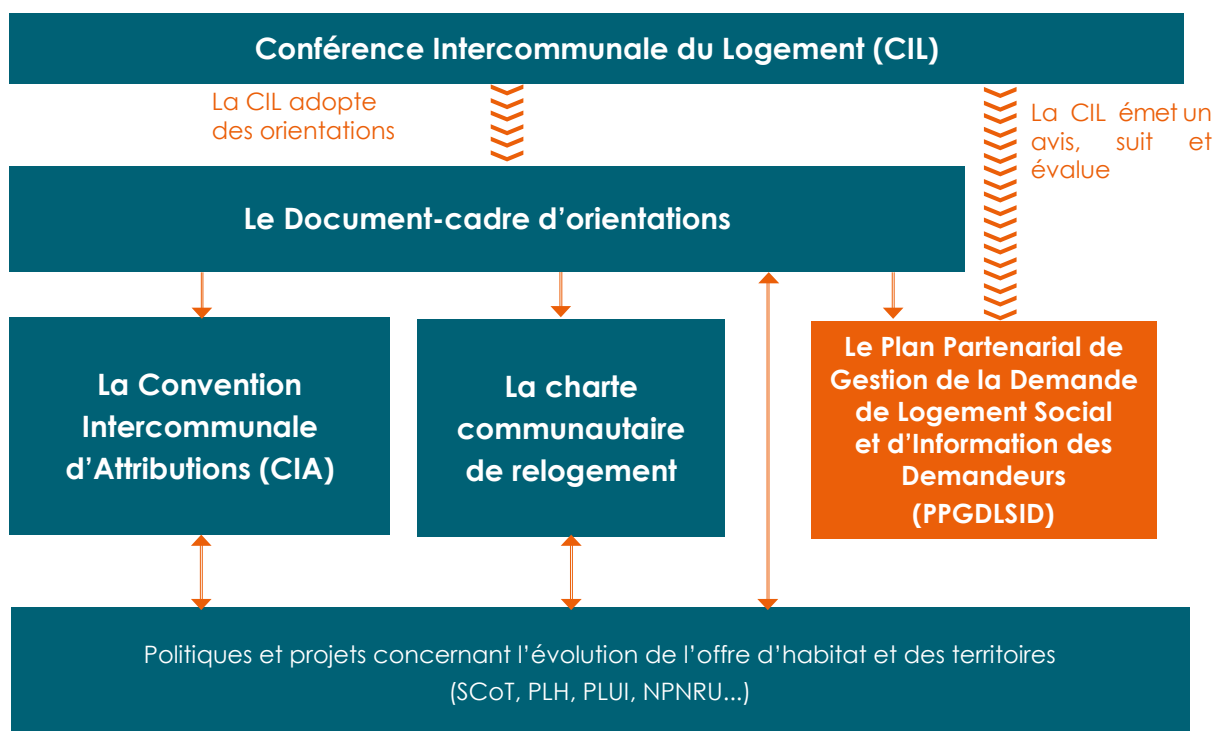 Conférence Intercommunale du Logement (CIL)
La CIL adopte
des orientations
La CIL émet un
avis, suit et
évalue
Le Document-cadre d’orientations
La Convention
Intercommunale
d’Attributions (CIA)
La charte
communautaire
de relogement
Le Plan Partenarial de
Gestion de la Demande
de Logement Social
et d’Information des
Demandeurs
(PPGDLSID)
Politiques et projets concernant l’évolution de l’offre d’habitat et des territoires
(SCoT, PLH, PLUI, NPNRU...)